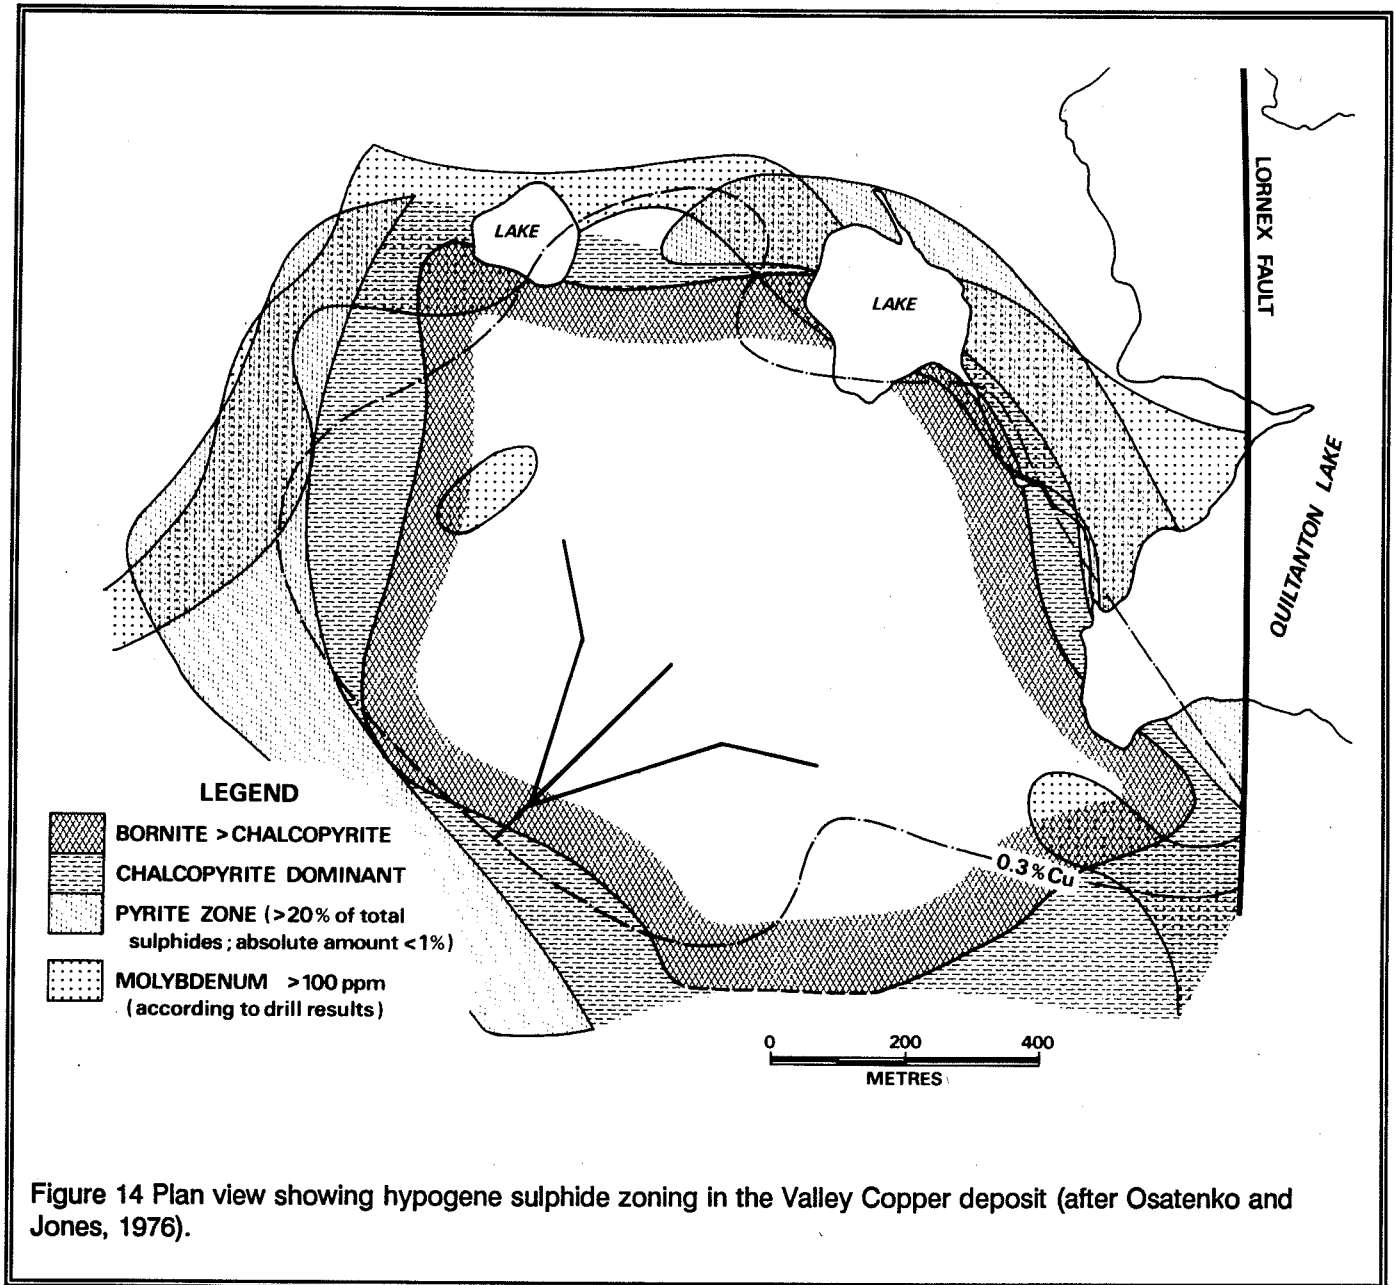 LAKE
LAKE
LORNEX FAULT
QUILTANTON LAKE
0.3%Cu
LEGEND
BORNITE > CHALCOPYRITE
CHALCOPYRITE DOMINANT
PYRITE ZONE (>20% of total
sulphides; absolute amount <1%)
MOLYBDENUM >100 ppm
(according to drill results)
0 200 400
METRES
Figure 14 Plan view showing hypogene sulphide zoning in the Valley Copper deposit (after Osatenko and
Jones, 1976).